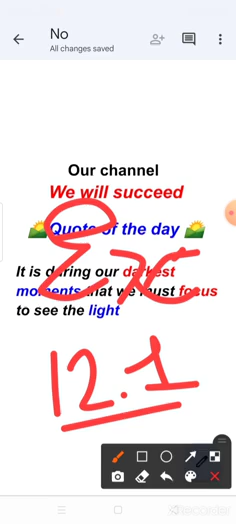 No
All changes saved
Our channel
We will succeed
Quote of the day
It is during our darkest
moments that we must focus
to see the light
Ex
12.1